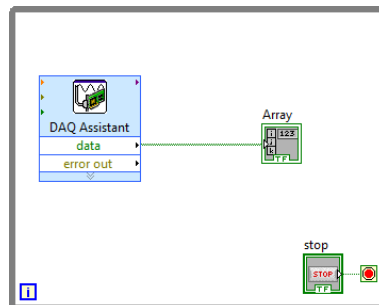 DAQ Assistant
data
error out
Array
i
j
k
123
TF
stop
STOP
TF
i